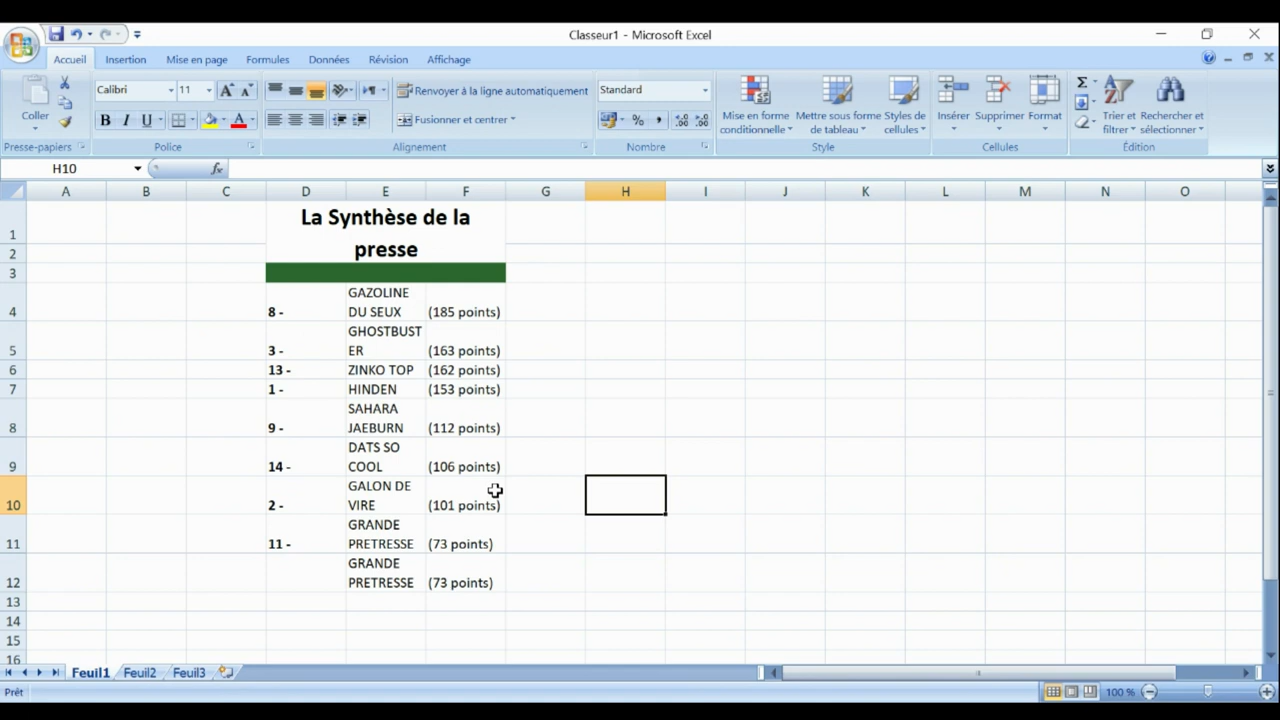 Classeur1 - Microsoft Excel
Accueil Insertion Mise en page Formules Données Révision Affichage
Calibri 11 Renvoyer à la ligne automatiquement Standard
Coller
G I S Fusionner et centrer % 000
Mise en forme conditionnelle
Mettre sous forme de tableau
Styles de cellules
Insérer Supprimer Format
Σ
Trier et filtrer
Rechercher et sélectionner
Presse-papiers Police Alignement Nombre Style Cellules Édition
H10 fx
A B C D E F G H I J K L M N O
1 La Synthèse de la
2 presse
3
GAZOLINE
4 8 - DU SEUX (185 points)
GHOSTBUST
5 3 - ER (163 points)
6 13 - ZINKO TOP (162 points)
7 1 - HINDEN (153 points)
SAHARA
8 9 - JAEBURN (112 points)
DATS SO
9 14 - COOL (106 points)
GALON DE
10 2 - VIRE (101 points)
GRANDE
11 11 - PRETRESSE (73 points)
GRANDE
12 PRETRESSE (73 points)
13
14
15
16
Feuil1 Feuil2 Feuil3
Prêt 100 %